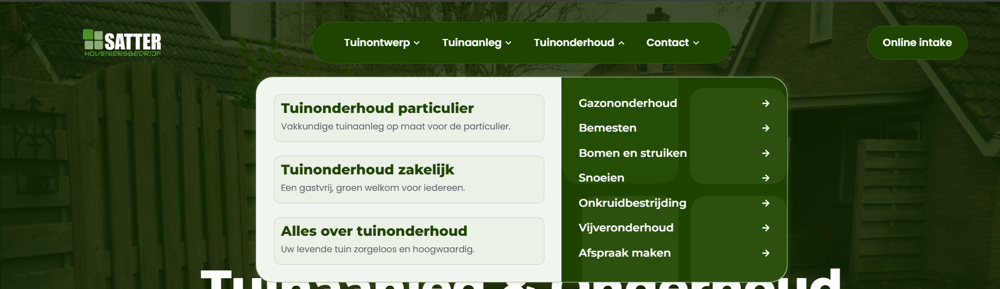 SATTER
HOVENIERSBEDRIJF
Tuinontwerp
Tuinaanleg
Tuinonderhoud
Contact
Online intake
Tuinonderhoud particulier
Vakkundige tuinaanleg op maat voor de particulier.
Tuinonderhoud zakelijk
Een gastvrij, groen welkom voor iedereen.
Alles over tuinonderhoud
Uw levende tuin zorgeloos en hoogwaardig.
Gazononderhoud
Bemesten
Bomen en struiken
Snoeien
Onkruidbestrijding
Vijveronderhoud
Afspraak maken
Tuinaanleg & Onderhoud